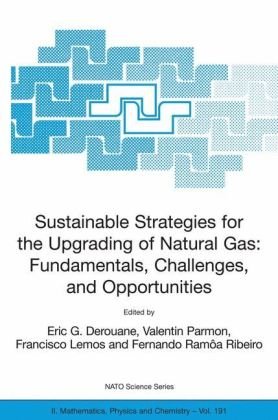 Sustainable Strategies for
the Upgrading of Natural Gas:
Fundamentals, Challenges,
and Opportunities
Edited by
Eric G. Derouane, Valentin Parmon,
Francisco Lemos and Fernando Ramôa Ribeiro
NATO Science Series
II. Mathematics, Physics and Chemistry – Vol. 191